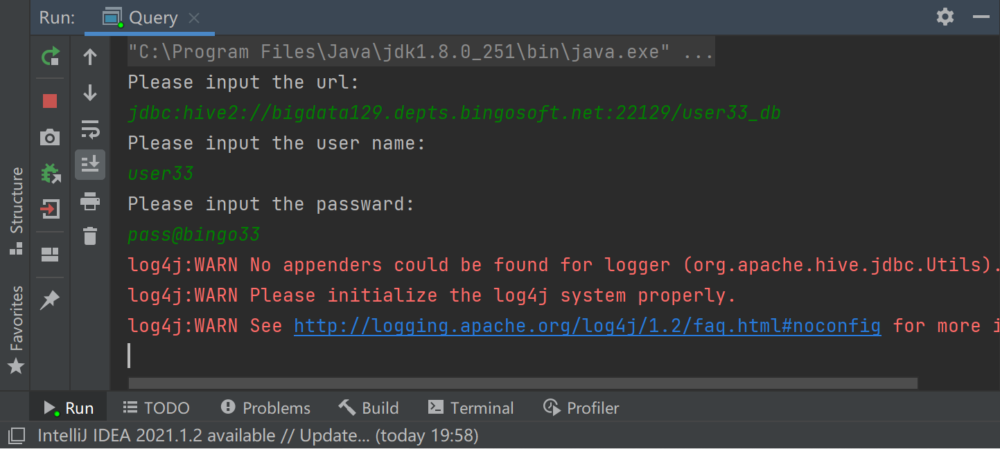 Run: Query
"C:\Program Files\Java\jdk1.8.0_251\bin\java.exe" ...
Please input the url:
jdbc:hive2://bigdata129.depts.bingosoft.net:22129/user33_db
Please input the user name:
user33
Please input the passward:
pass@bingo33
log4j:WARN No appenders could be found for logger (org.apache.hive.jdbc.Utils).
log4j:WARN Please initialize the log4j system properly.
log4j:WARN See http://logging.apache.org/log4j/1.2/faq.html#noconfig for more i
Structure
Favorites
Run TODO Problems Build Terminal Profiler
IntelliJ IDEA 2021.1.2 available // Update... (today 19:58)